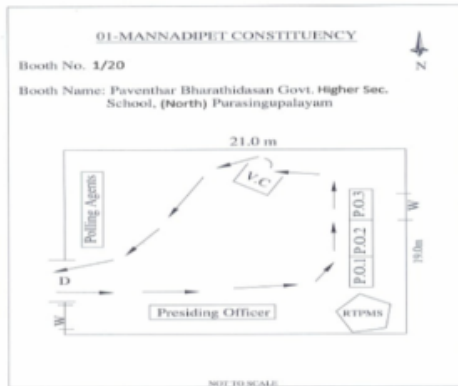 01-MANNADIPET CONSTITUENCY
N
Booth No. 1/20
Booth Name: Paventhar Bharathidasan Govt. Higher Sec.
School, (North) Purasingupalayam
21.0 m
V.C
Polling Agents
P.O.3
W
P.O.2
19.0m
P.O.1
D
Presiding Officer
RTPMS
W
NOT TO SCALE